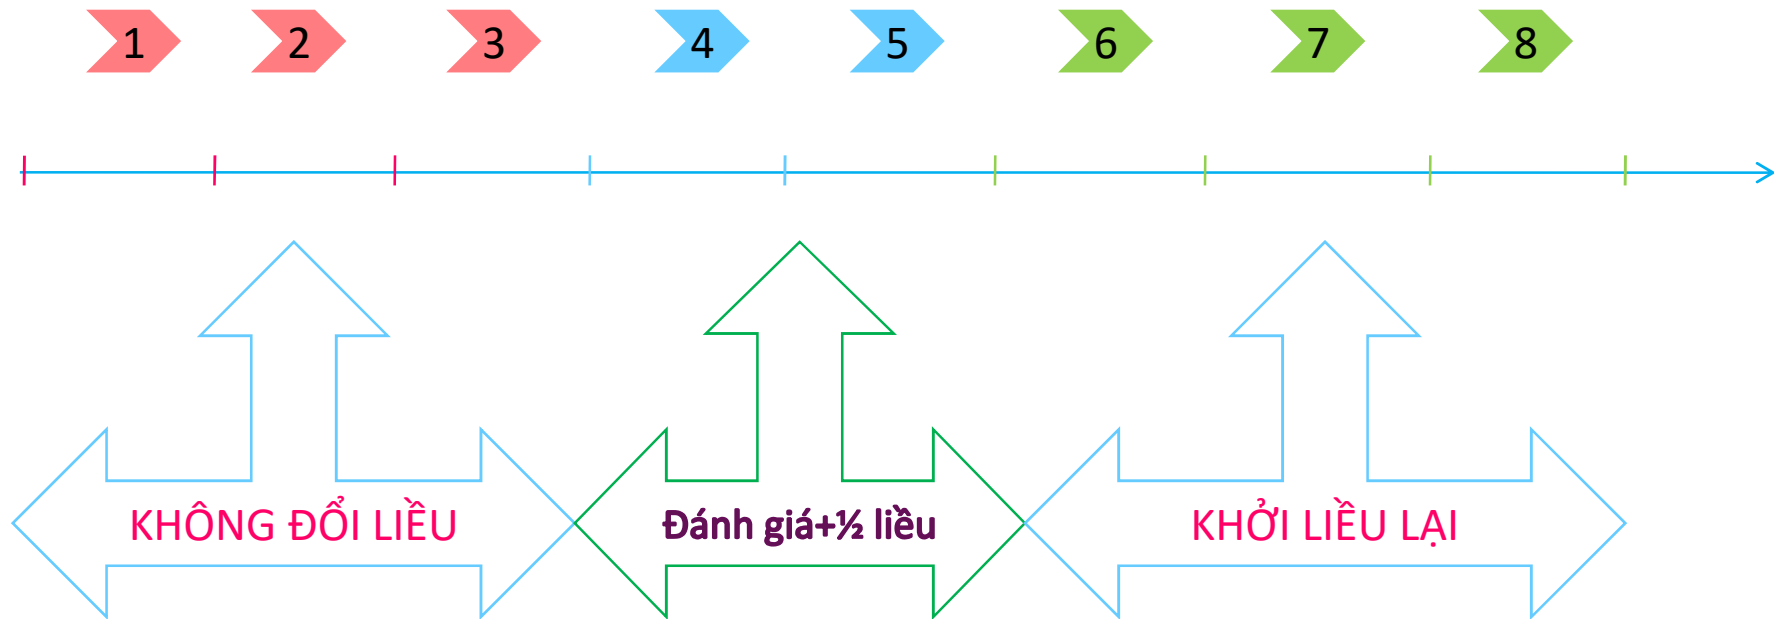 1 2 3 4 5 6 7 8
KHÔNG ĐỔI LIỀU
Đánh giá+½ liều
KHỞI LIỀU LẠI